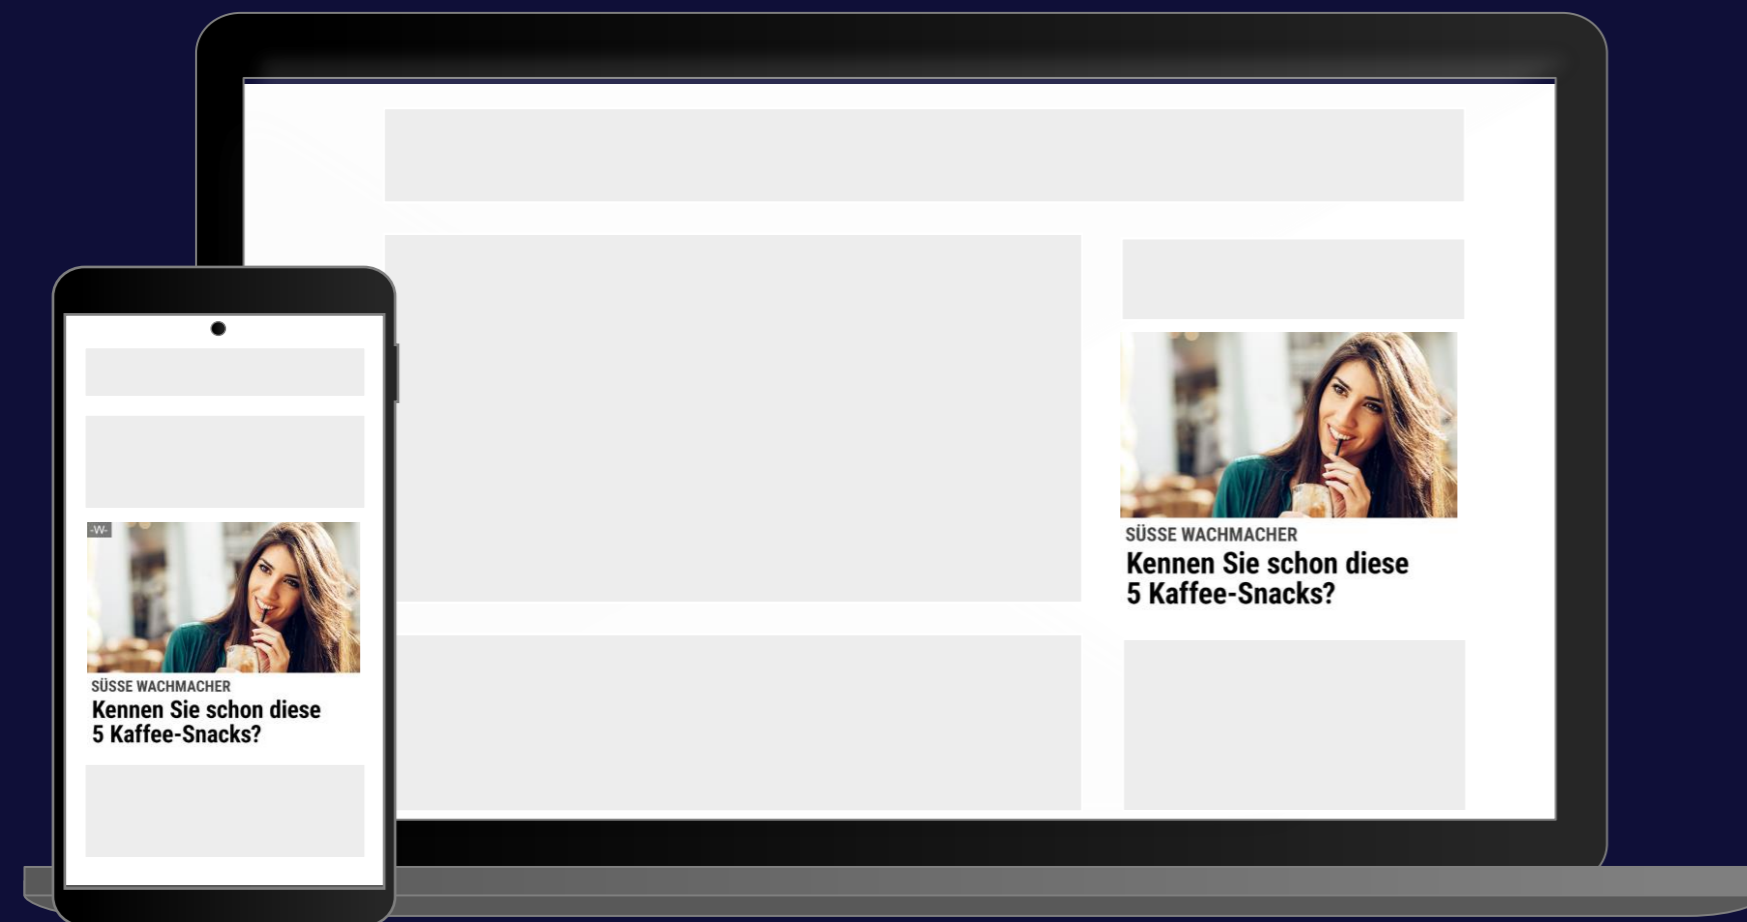 -W-
SÜSSE WACHMACHER
Kennen Sie schon diese
5 Kaffee-Snacks?
SÜSSE WACHMACHER
Kennen Sie schon diese
5 Kaffee-Snacks?